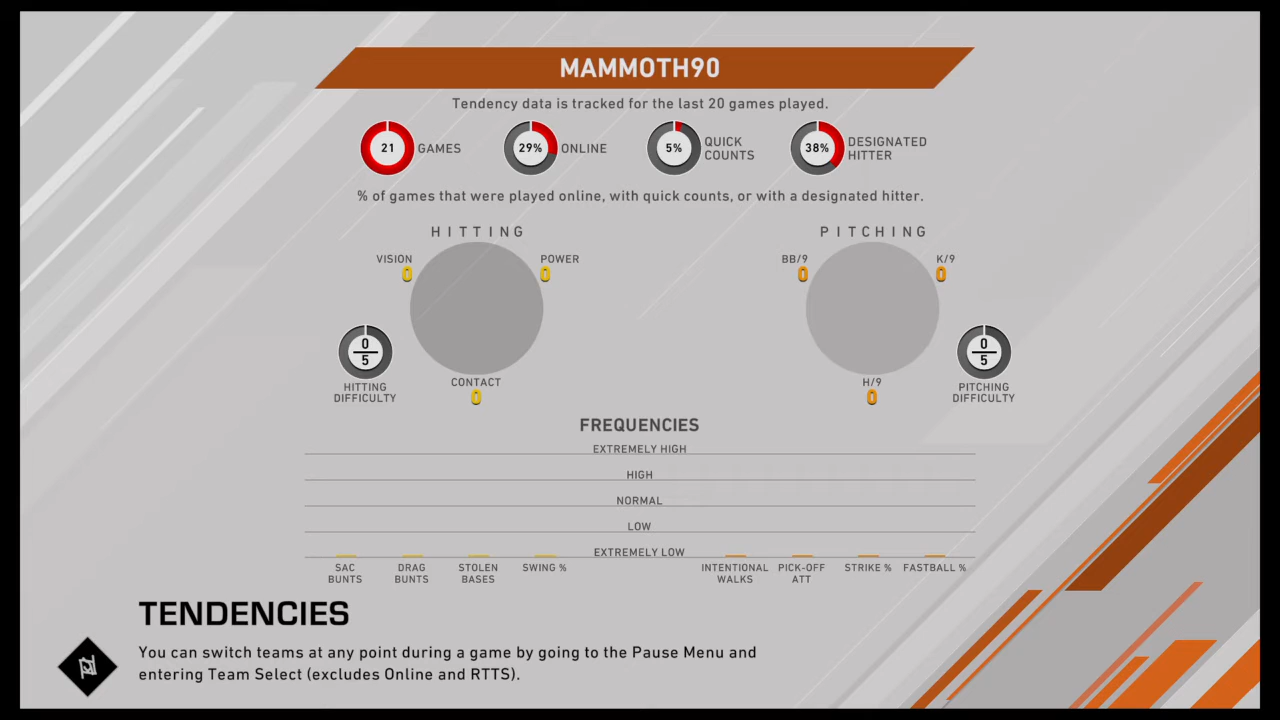 MAMMOTH90
Tendency data is tracked for the last 20 games played.
21 GAMES
29% ONLINE
5% QUICK
COUNTS
38% DESIGNATED
HITTER
% of games that were played online, with quick counts, or with a designated hitter.
HITTING
VISION
0
POWER
0
0
5
HITTING
DIFFICULTY
CONTACT
0
PITCHING
BB/9
0
K/9
0
H/9
0
0
5
PITCHING
DIFFICULTY
FREQUENCIES
EXTREMELY HIGH
HIGH
NORMAL
LOW
EXTREMELY LOW
SAC
BUNTS
DRAG
BUNTS
STOLEN
BASES
SWING %
INTENTIONAL
WALKS
PICK-OFF
ATT
STRIKE %
FASTBALL %
TENDENCIES
You can switch teams at any point during a game by going to the Pause Menu and
entering Team Select (excludes Online and RTTS).